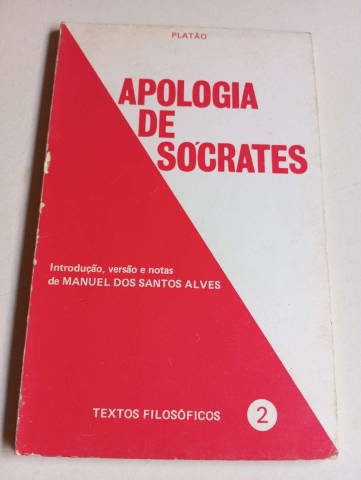 PLATÃO
APOLOGIA
DE
SÓCRATES
Introdução, versão e notas
de MANUEL DOS SANTOS ALVES
TEXTOS FILOSÓFICOS 2